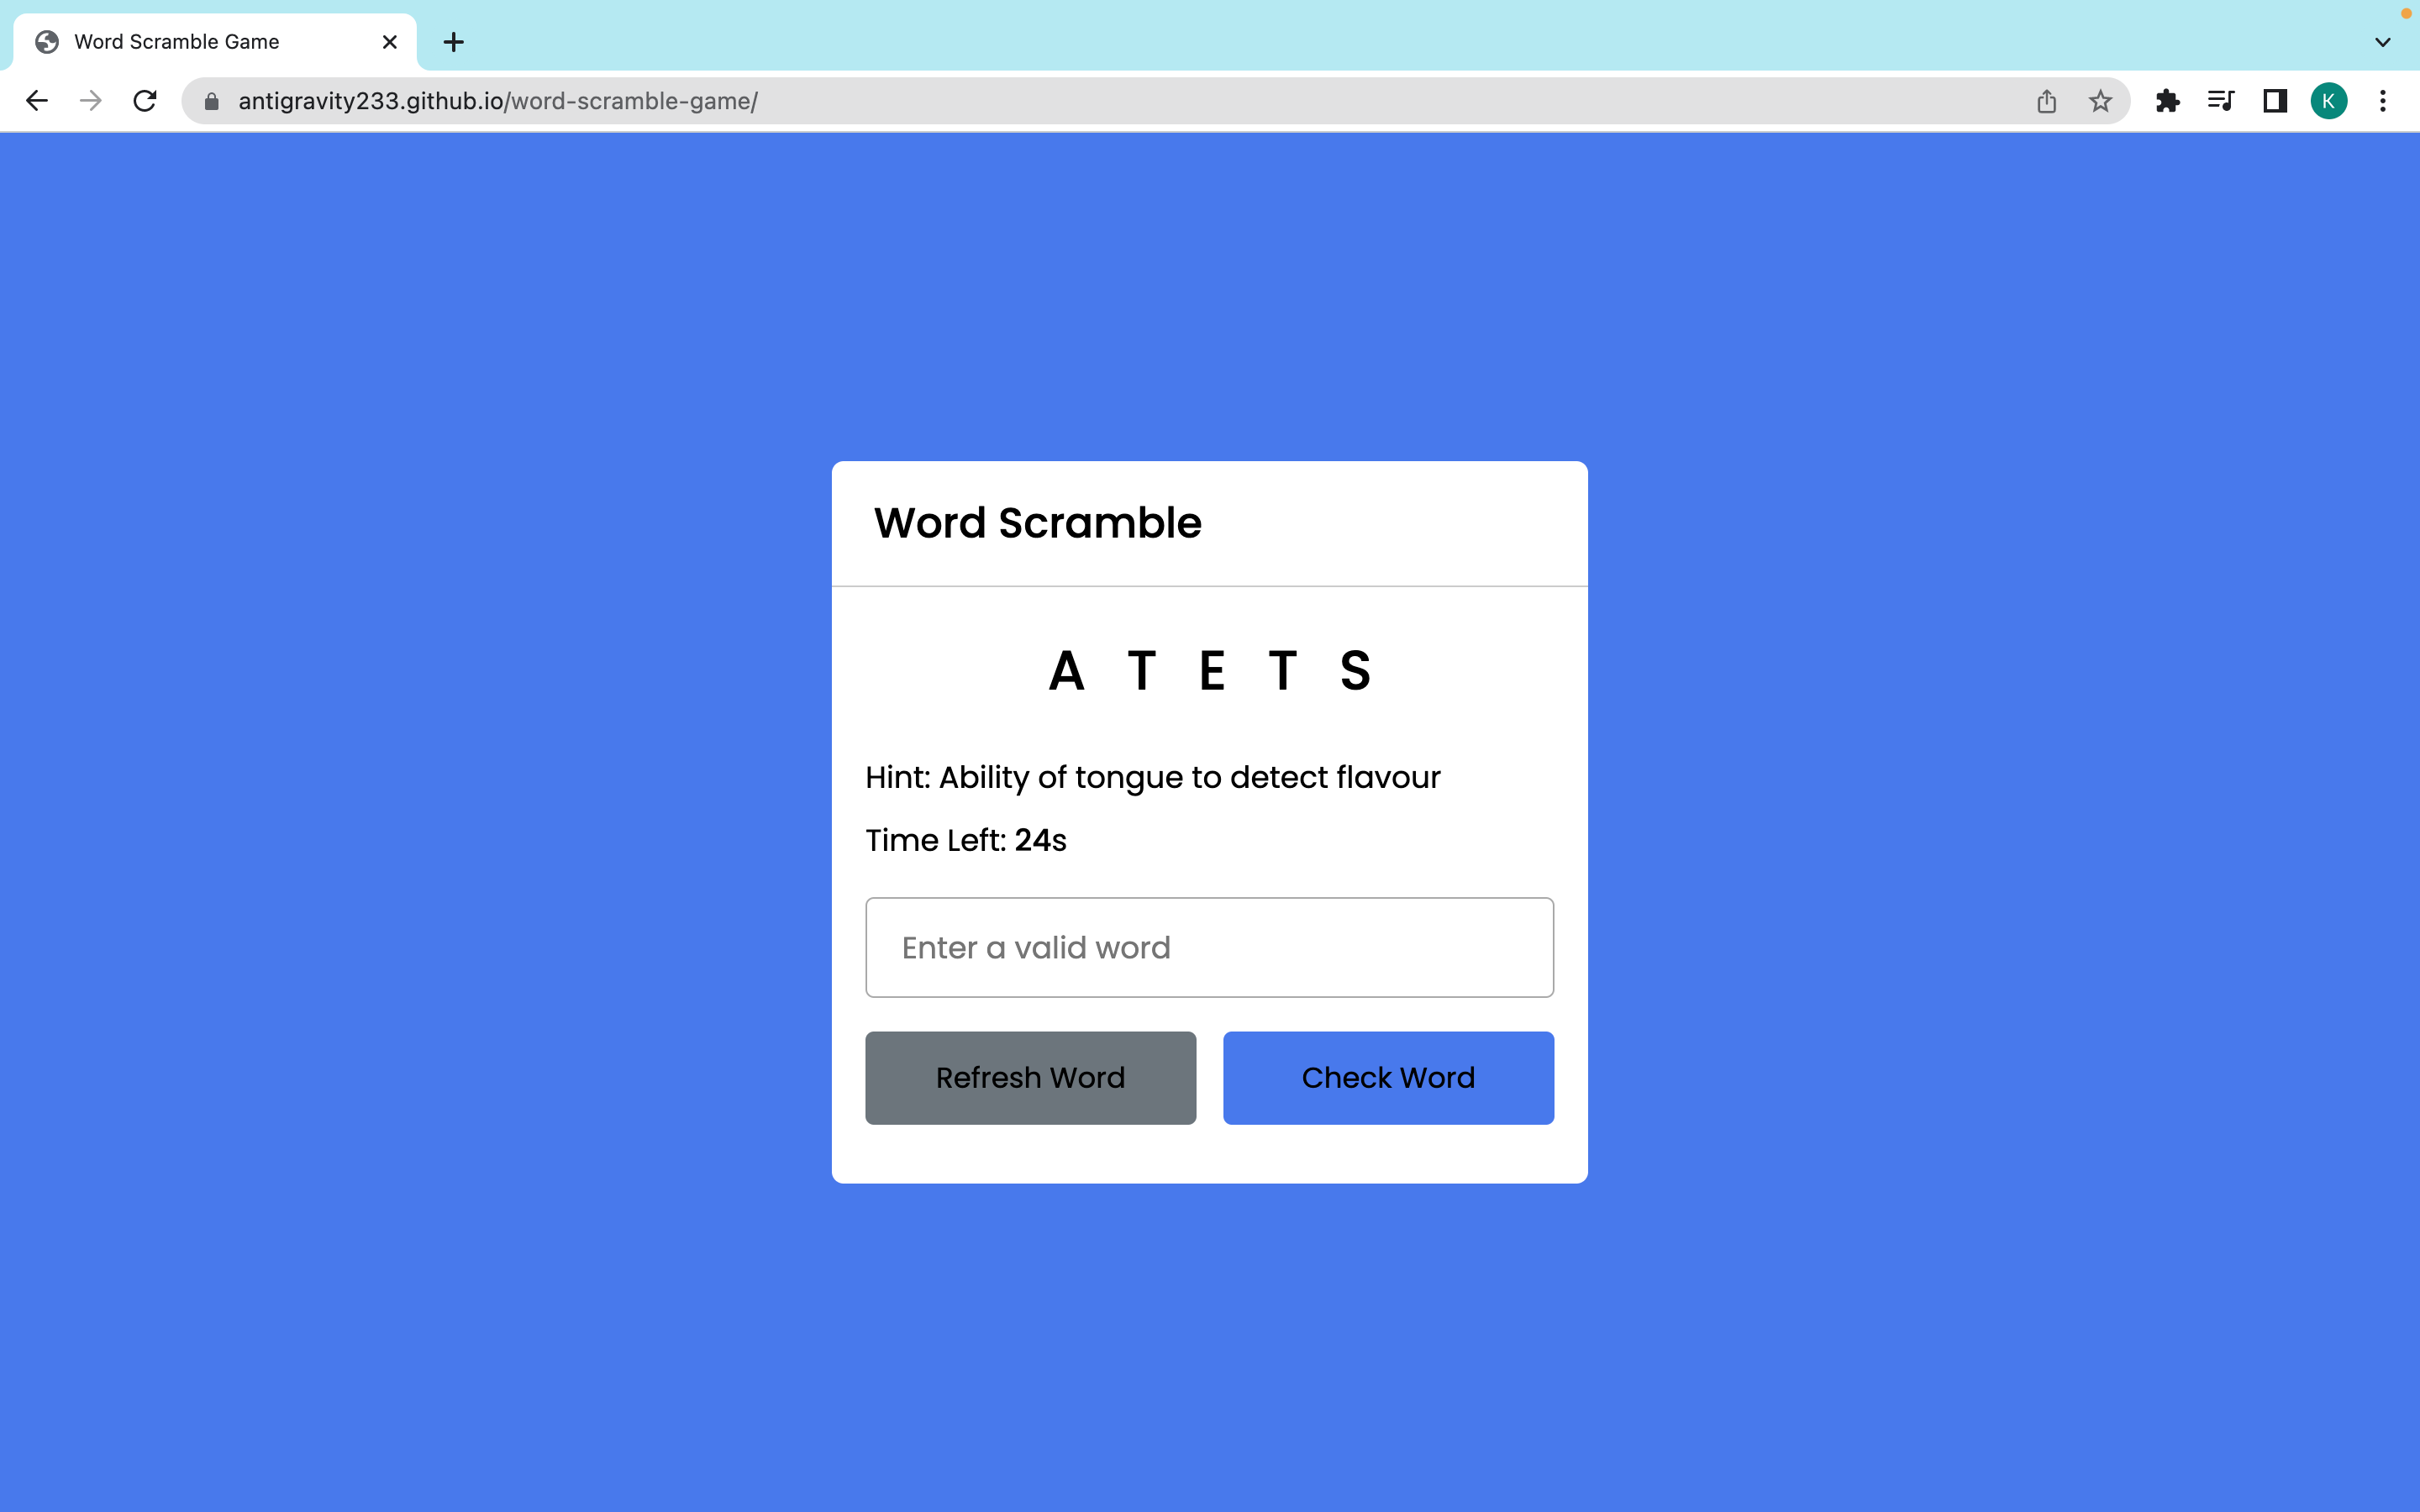 Word Scramble Game
antigravity233.github.io/word-scramble-game/
K
Word Scramble
A T E T S
Hint: Ability of tongue to detect flavour
Time Left: 24s
Enter a valid word
Refresh Word Check Word